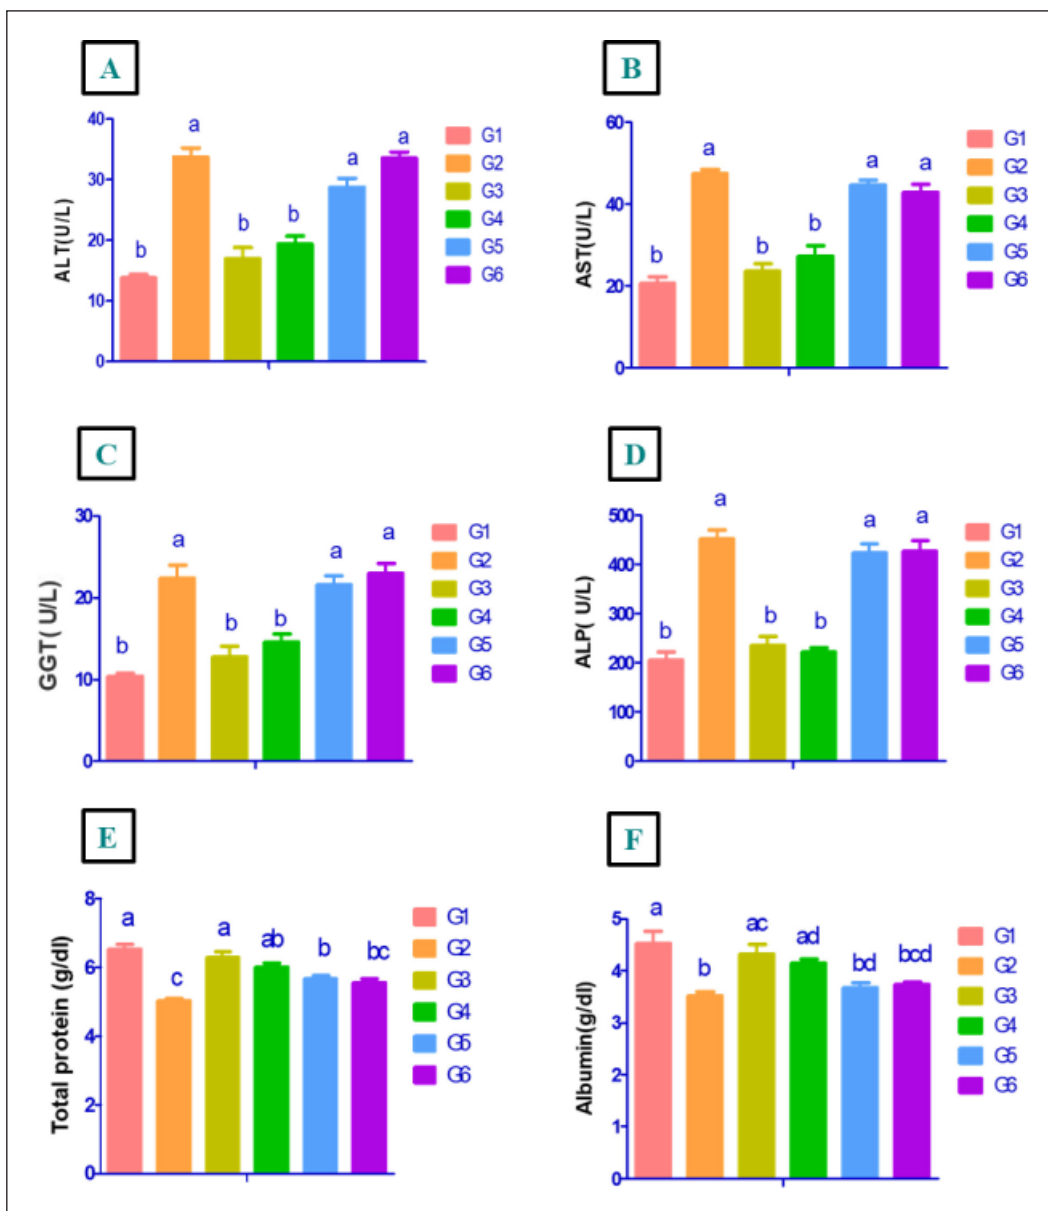 A
ALT(U/L)
40
30
20
10
0
b
a
b
b
a
a
G1
G2
G3
G4
G5
G6
B
AST(U/L)
60
40
20
0
b
a
b
b
a
a
G1
G2
G3
G4
G5
G6
C
GGT( U/L)
30
20
10
0
b
a
b
b
a
a
G1
G2
G3
G4
G5
G6
D
ALP( U/L)
500
400
300
200
100
0
b
a
b
b
a
a
G1
G2
G3
G4
G5
G6
E
Total protein (g/dl)
8
6
4
2
0
a
c
a
ab
b
bc
G1
G2
G3
G4
G5
G6
F
Albumin(g/dl)
5
4
3
2
1
0
a
b
ac
ad
bd
bcd
G1
G2
G3
G4
G5
G6